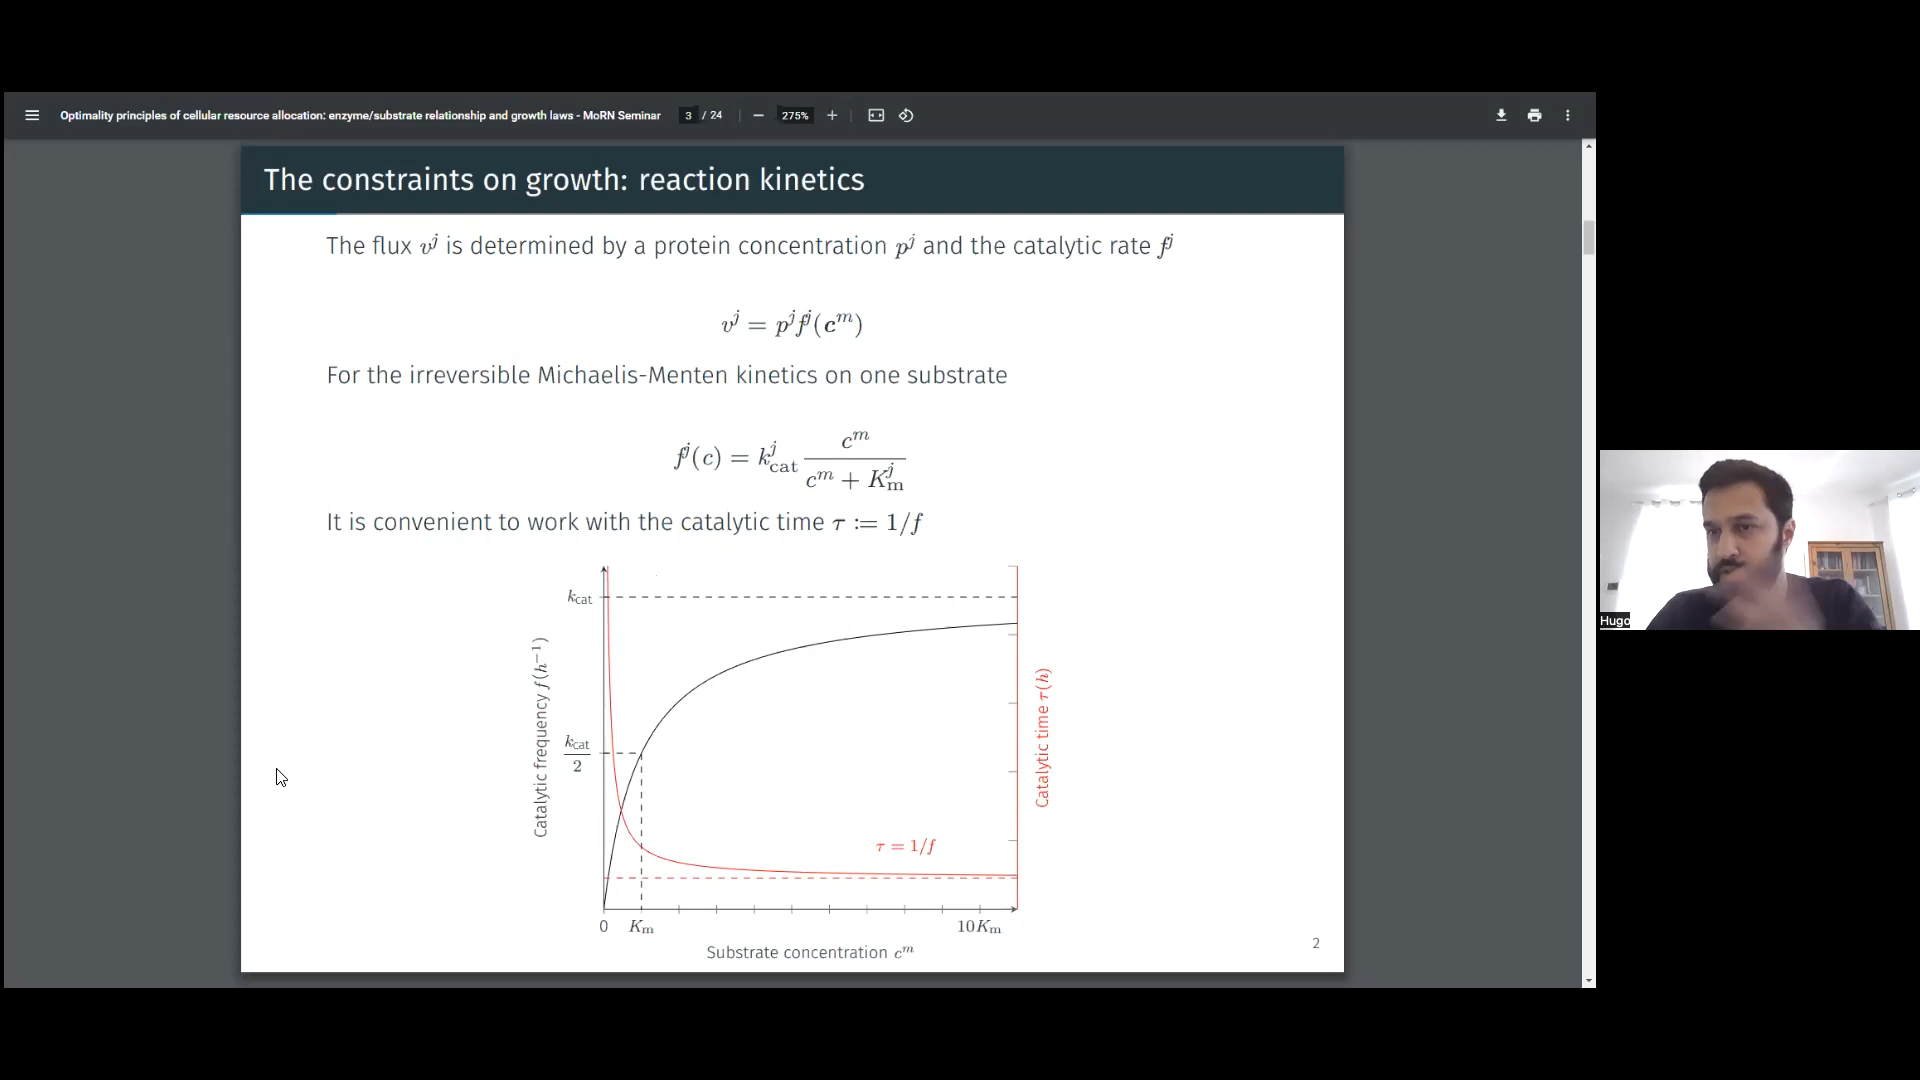 Optimality principles of cellular resource allocation: enzyme/substrate relationship and growth laws - MoRN Seminar 3 / 24 − 275% +
The constraints on growth: reaction kinetics
The flux v^j is determined by a protein concentration p^j and the catalytic rate f^j
v^j = p^j f^j(c^m)
For the irreversible Michaelis-Menten kinetics on one substrate
f^j(c) = k^j_cat c^m / (c^m + K^j_m)
It is convenient to work with the catalytic time τ := 1/f
k_cat
k_cat / 2
Catalytic frequency f(h^−1)
Catalytic time τ(h)
τ = 1/f
0 K_m 10K_m
Substrate concentration c^m
2
Hugo